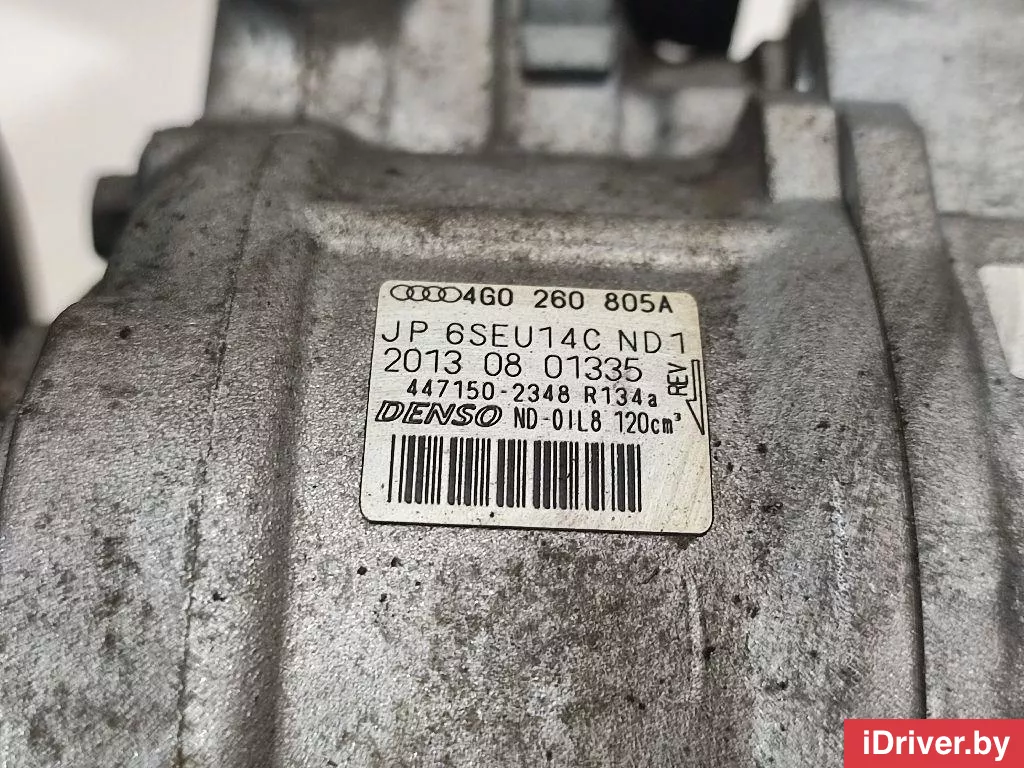 4G0 260 805A
JP 6SEU14C ND1
2013 08 01335
447150-2348 R134a
REV
DENSO ND-OIL8 120cm³
iDriver.by